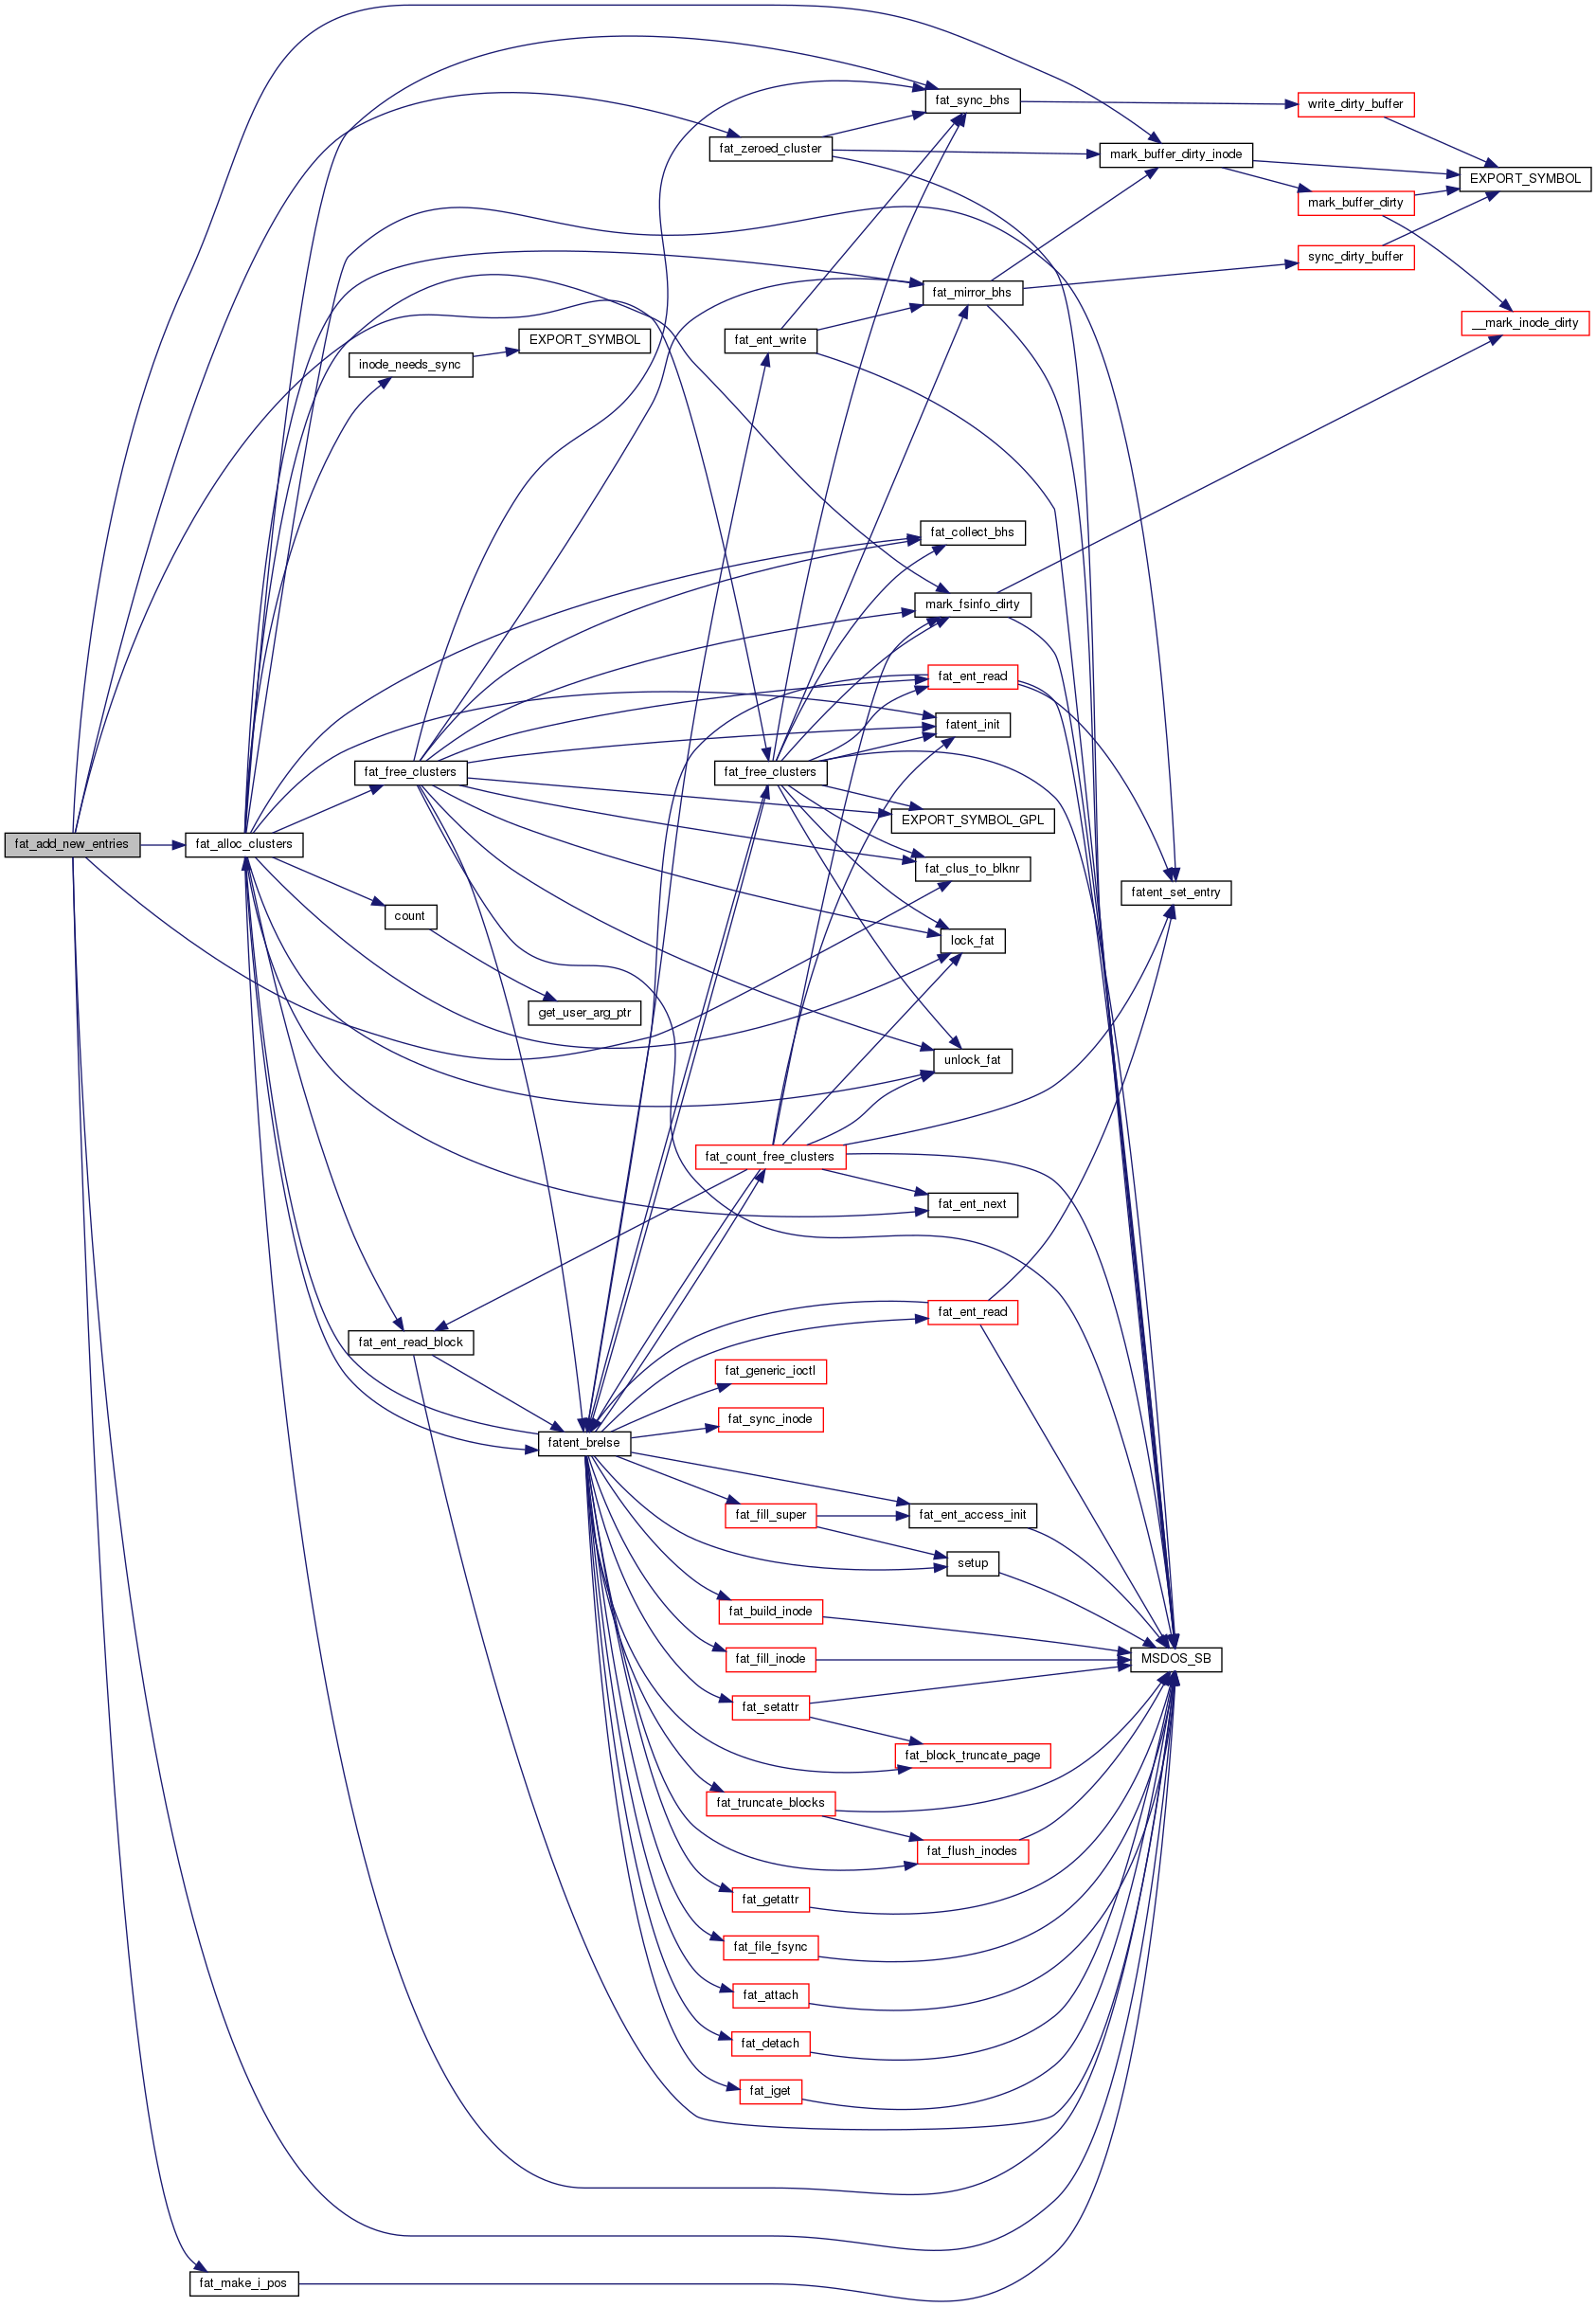 fat_sync_bhs
write_dirty_buffer
fat_zeroed_cluster
mark_buffer_dirty_inode
EXPORT_SYMBOL
mark_buffer_dirty
sync_dirty_buffer
fat_mirror_bhs
__mark_inode_dirty
EXPORT_SYMBOL
fat_ent_write
inode_needs_sync
fat_collect_bhs
mark_fsinfo_dirty
fat_ent_read
fatent_init
fat_free_clusters
fat_free_clusters
EXPORT_SYMBOL_GPL
fat_add_new_entries
fat_alloc_clusters
fat_clus_to_blknr
fatent_set_entry
count
lock_fat
get_user_arg_ptr
unlock_fat
fat_count_free_clusters
fat_ent_next
fat_ent_read
fat_ent_read_block
fat_generic_ioctl
fat_sync_inode
fatent_brelse
fat_fill_super
fat_ent_access_init
setup
fat_build_inode
fat_fill_inode
MSDOS_SB
fat_setattr
fat_block_truncate_page
fat_truncate_blocks
fat_flush_inodes
fat_getattr
fat_file_fsync
fat_attach
fat_detach
fat_iget
fat_make_i_pos